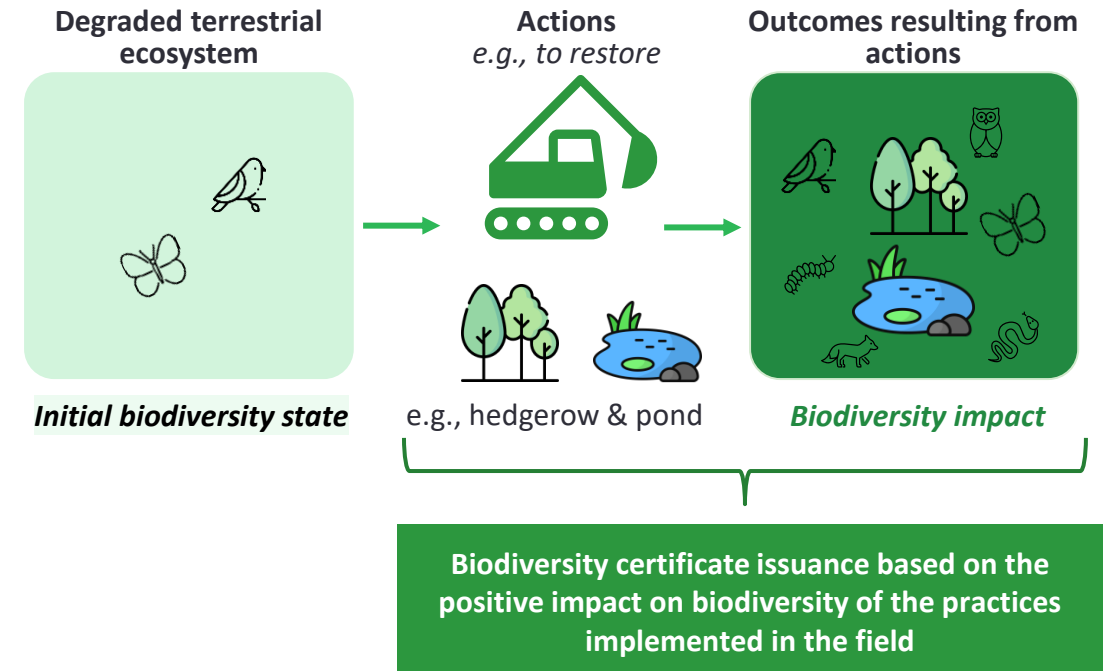 Degraded terrestrial
ecosystem
Actions
e.g., to restore
Outcomes resulting from
actions
Initial biodiversity state
e.g., hedgerow & pond
Biodiversity impact
Biodiversity certificate issuance based on the
positive impact on biodiversity of the practices
implemented in the field